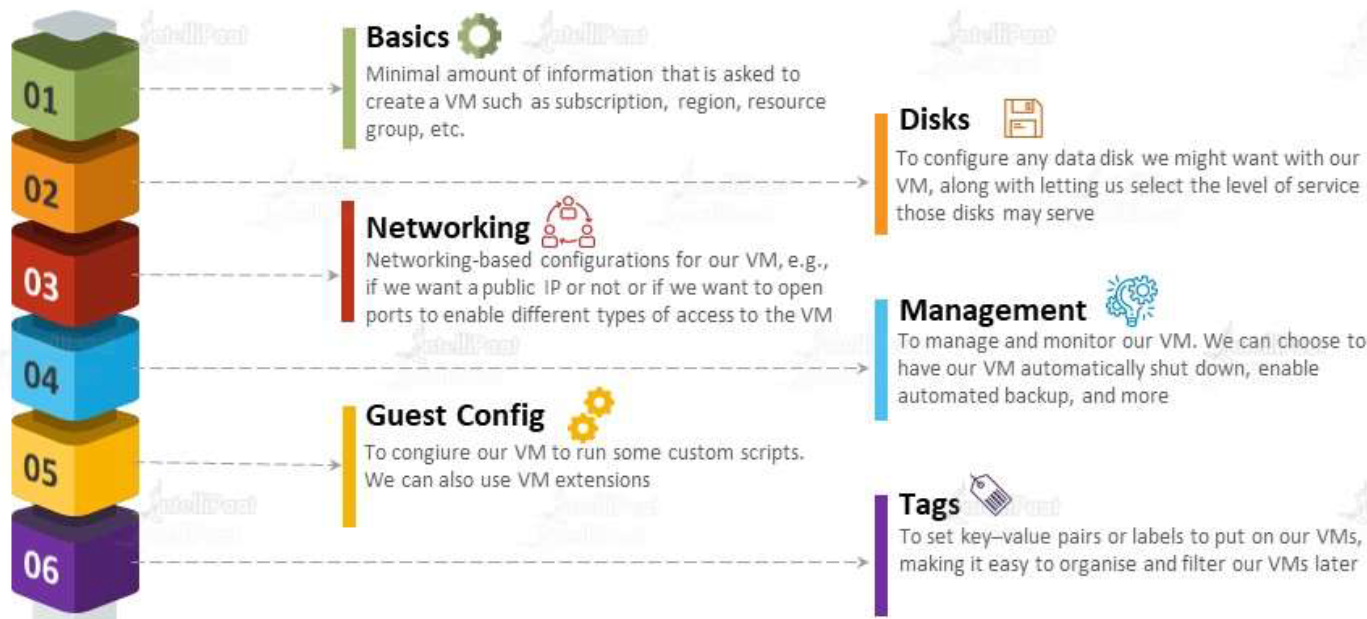 01
Basics
Minimal amount of information that is asked to
create a VM such as subscription, region, resource
group, etc.
02
Disks
To configure any data disk we might want with our
VM, along with letting us select the level of service
those disks may serve
03
Networking
Networking-based configurations for our VM, e.g.,
if we want a public IP or not or if we want to open
ports to enable different types of access to the VM
04
Management
To manage and monitor our VM. We can choose to
have our VM automatically shut down, enable
automated backup, and more
05
Guest Config
To congiure our VM to run some custom scripts.
We can also use VM extensions
06
Tags
To set key–value pairs or labels to put on our VMs,
making it easy to organise and filter our VMs later